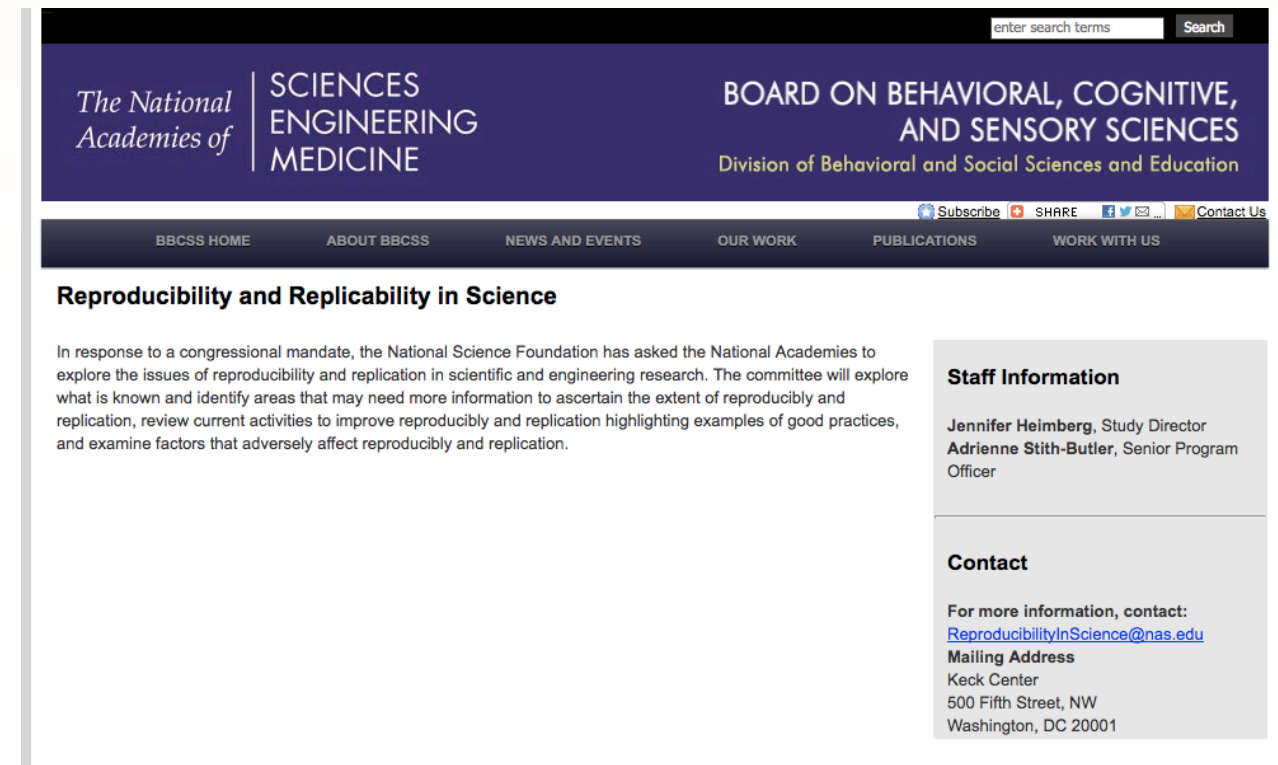 enter search terms
Search
The National
Academies of
SCIENCES
ENGINEERING
MEDICINE
BOARD ON BEHAVIORAL, COGNITIVE,
AND SENSORY SCIENCES
Division of Behavioral and Social Sciences and Education
Subscribe SHARE ... Contact Us
BBCSS HOME ABOUT BBCSS NEWS AND EVENTS OUR WORK PUBLICATIONS WORK WITH US
Reproducibility and Replicability in Science
In response to a congressional mandate, the National Science Foundation has asked the National Academies to
explore the issues of reproducibility and replication in scientific and engineering research. The committee will explore
what is known and identify areas that may need more information to ascertain the extent of reproducibly and
replication, review current activities to improve reproducibly and replication highlighting examples of good practices,
and examine factors that adversely affect reproducibly and replication.
Staff Information
Jennifer Heimberg, Study Director
Adrienne Stith-Butler, Senior Program
Officer
Contact
For more information, contact:
ReproducibilityInScience@nas.edu
Mailing Address
Keck Center
500 Fifth Street, NW
Washington, DC 20001